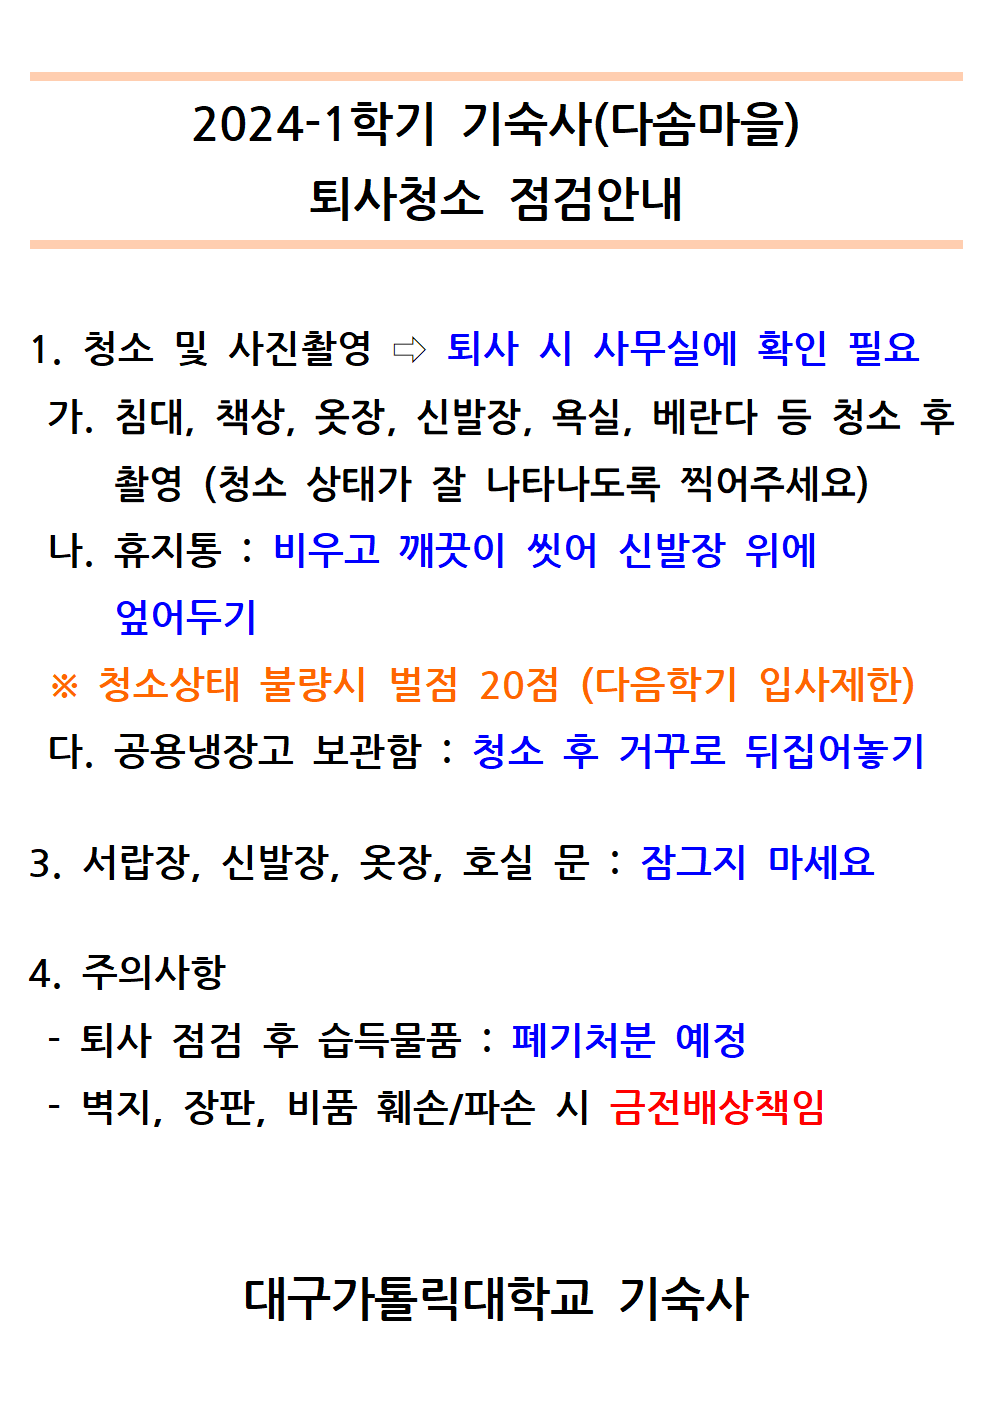 2024-1학기 기숙사(다솜마을)
퇴사청소 점검안내
1. 청소 및 사진촬영 ⇨ 퇴사 시 사무실에 확인 필요
가. 침대, 책상, 옷장, 신발장, 욕실, 베란다 등 청소 후
촬영 (청소 상태가 잘 나타나도록 찍어주세요)
나. 휴지통 : 비우고 깨끗이 씻어 신발장 위에
엎어두기
※ 청소상태 불량시 벌점 20점 (다음학기 입사제한)
다. 공용냉장고 보관함 : 청소 후 거꾸로 뒤집어놓기
3. 서랍장, 신발장, 옷장, 호실 문 : 잠그지 마세요
4. 주의사항
- 퇴사 점검 후 습득물품 : 폐기처분 예정
- 벽지, 장판, 비품 훼손/파손 시 금전배상책임
대구가톨릭대학교 기숙사